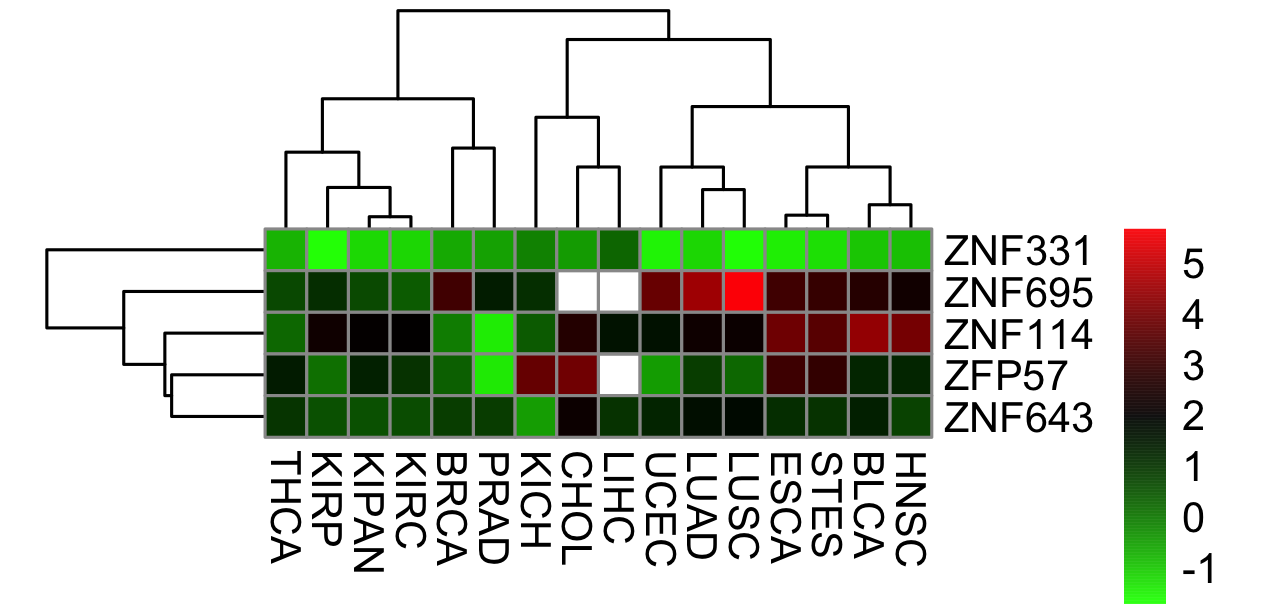 ZNF331
ZNF695
ZNF114
ZFP57
ZNF643
THCA
KIRP
KIPAN
KIRC
BRCA
PRAD
KICH
CHOL
LIHC
UCEC
LUAD
LUSC
ESCA
STES
BLCA
HNSC
5
4
3
2
1
0
-1